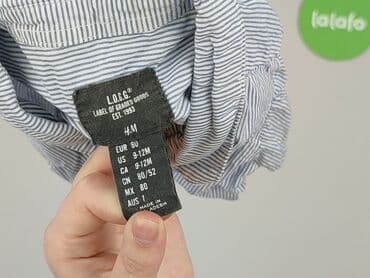 lalafo
L.O.G.G.®
LABEL OF GRADED GOODS
EST. 1993
H&M
EUR 80
US 9-12M
CA 9-12M
CN 80/52
MX 80
AUS 1
MADE IN